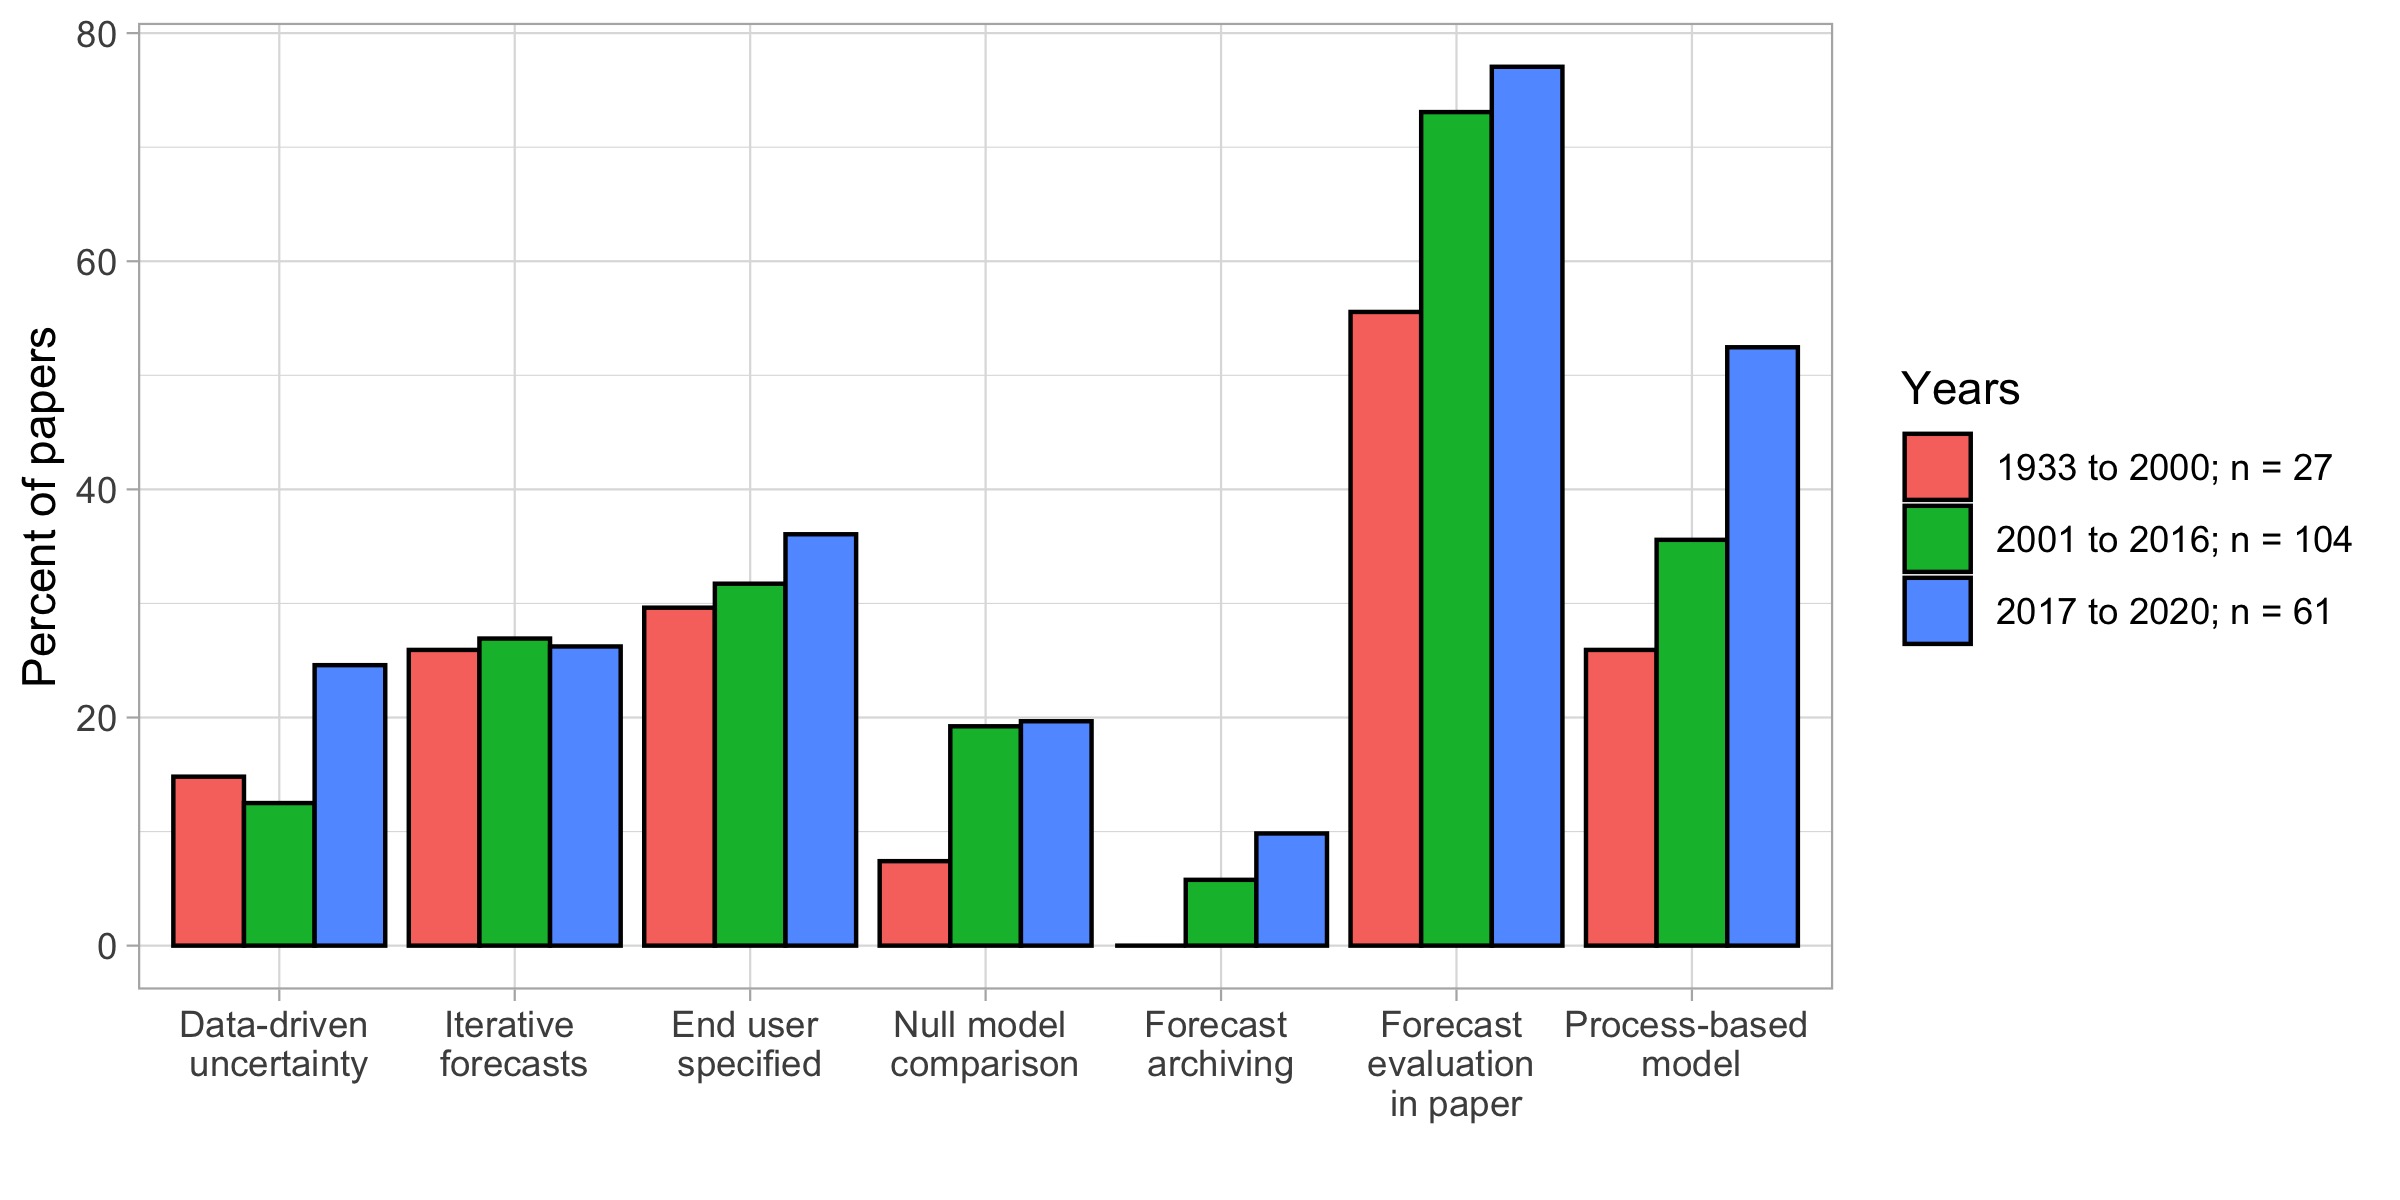 80
60
40
20
0
Percent of papers
Data-driven
uncertainty
Iterative
forecasts
End user
specified
Null model
comparison
Forecast
archiving
Forecast
evaluation
in paper
Process-based
model
Years
1933 to 2000; n = 27
2001 to 2016; n = 104
2017 to 2020; n = 61